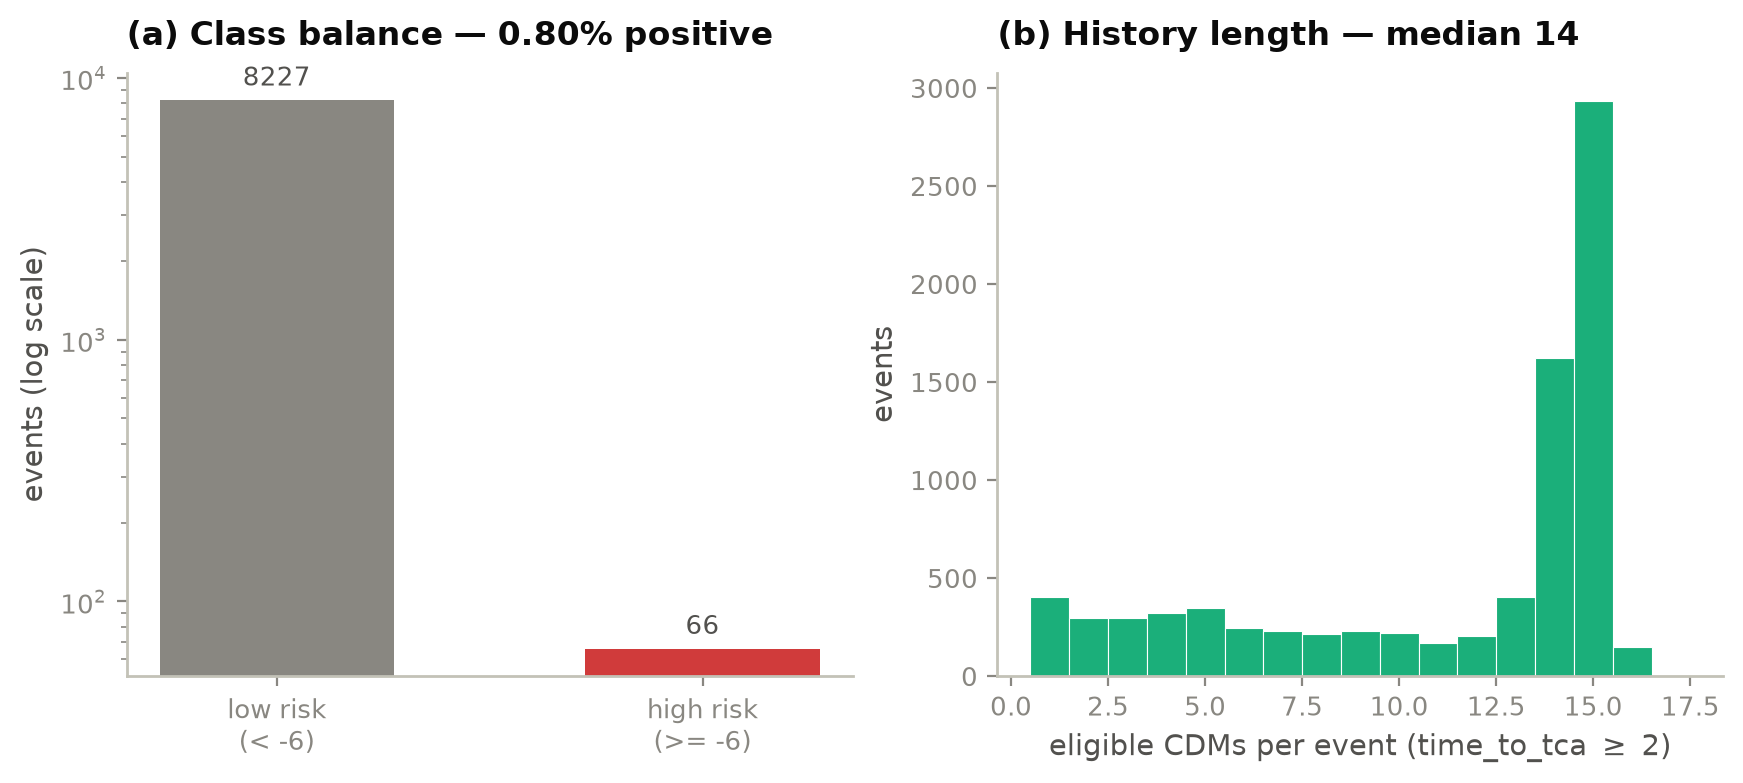 (a) Class balance — 0.80% positive
events (log scale)
10⁴
10³
10²
8227
66
low risk
(< -6)
high risk
(>= -6)
(b) History length — median 14
events
3000
2500
2000
1500
1000
500
0
0.0 2.5 5.0 7.5 10.0 12.5 15.0 17.5
eligible CDMs per event (time_to_tca ≥ 2)